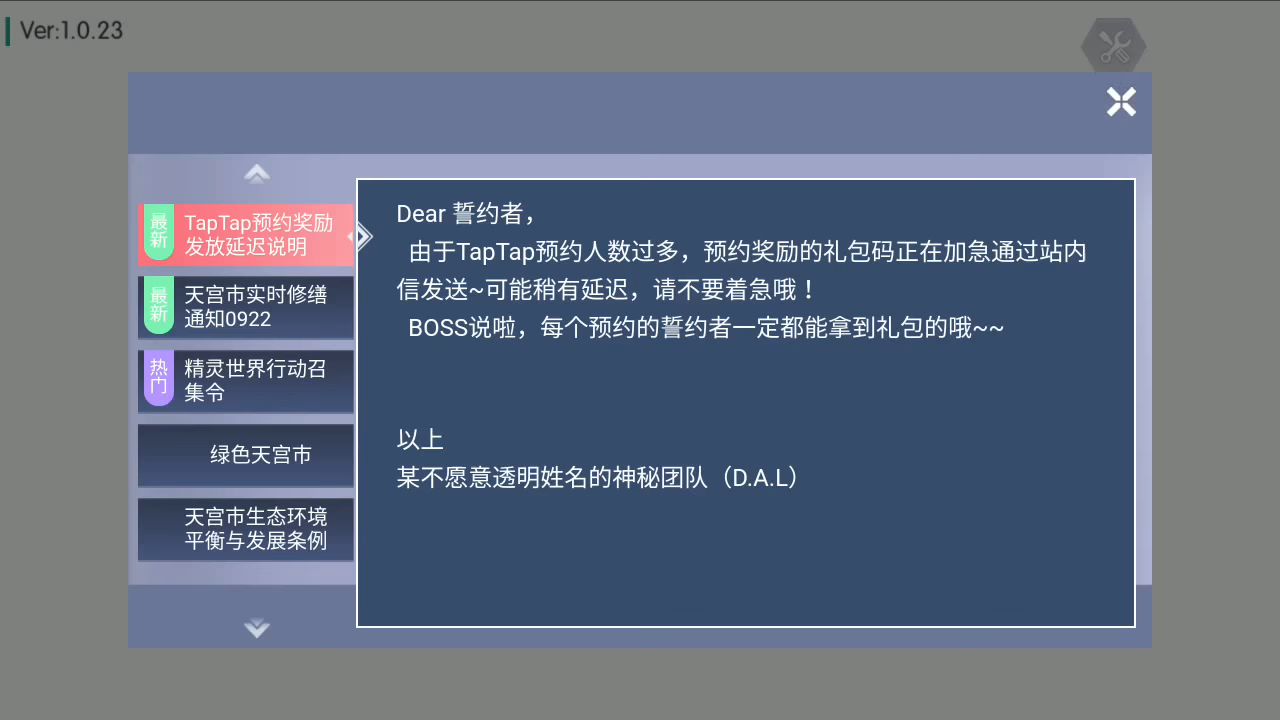 Ver:1.0.23
最新
TapTap预约奖励
发放延迟说明
最新
天宫市实时修缮
通知0922
热门
精灵世界行动召
集令
绿色天宫市
天宫市生态环境
平衡与发展条例
Dear 誓约者，
由于TapTap预约人数过多，预约奖励的礼包码正在加急通过站内
信发送~可能稍有延迟，请不要着急哦！
BOSS说啦，每个预约的誓约者一定都能拿到礼包的哦~~
以上
某不愿意透明姓名的神秘团队（D.A.L）